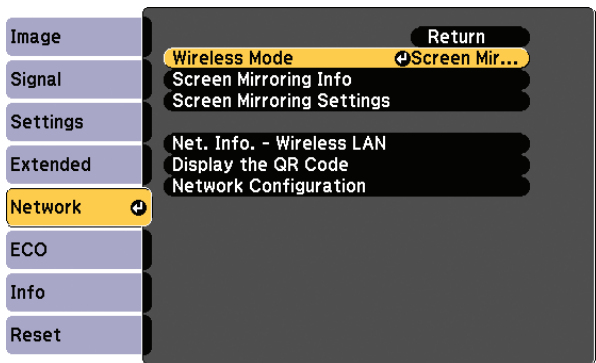 Image
Signal
Settings
Extended
Network
ECO
Info
Reset
Return
Wireless Mode Screen Mir...
Screen Mirroring Info
Screen Mirroring Settings
Net. Info. - Wireless LAN
Display the QR Code
Network Configuration